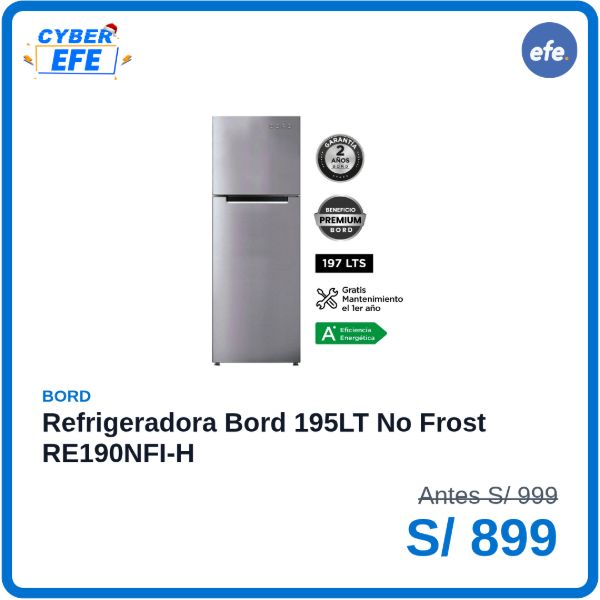 CYBER
EFE
efe.
GARANTÍA
2
AÑOS
BORD
BENEFICIO
PREMIUM
BORD
197 LTS
Gratis
Mantenimiento
el 1er año
A+ Eficiencia
Energética
BORD
Refrigeradora Bord 195LT No Frost
RE190NFI-H
Antes S/ 999
S/ 899